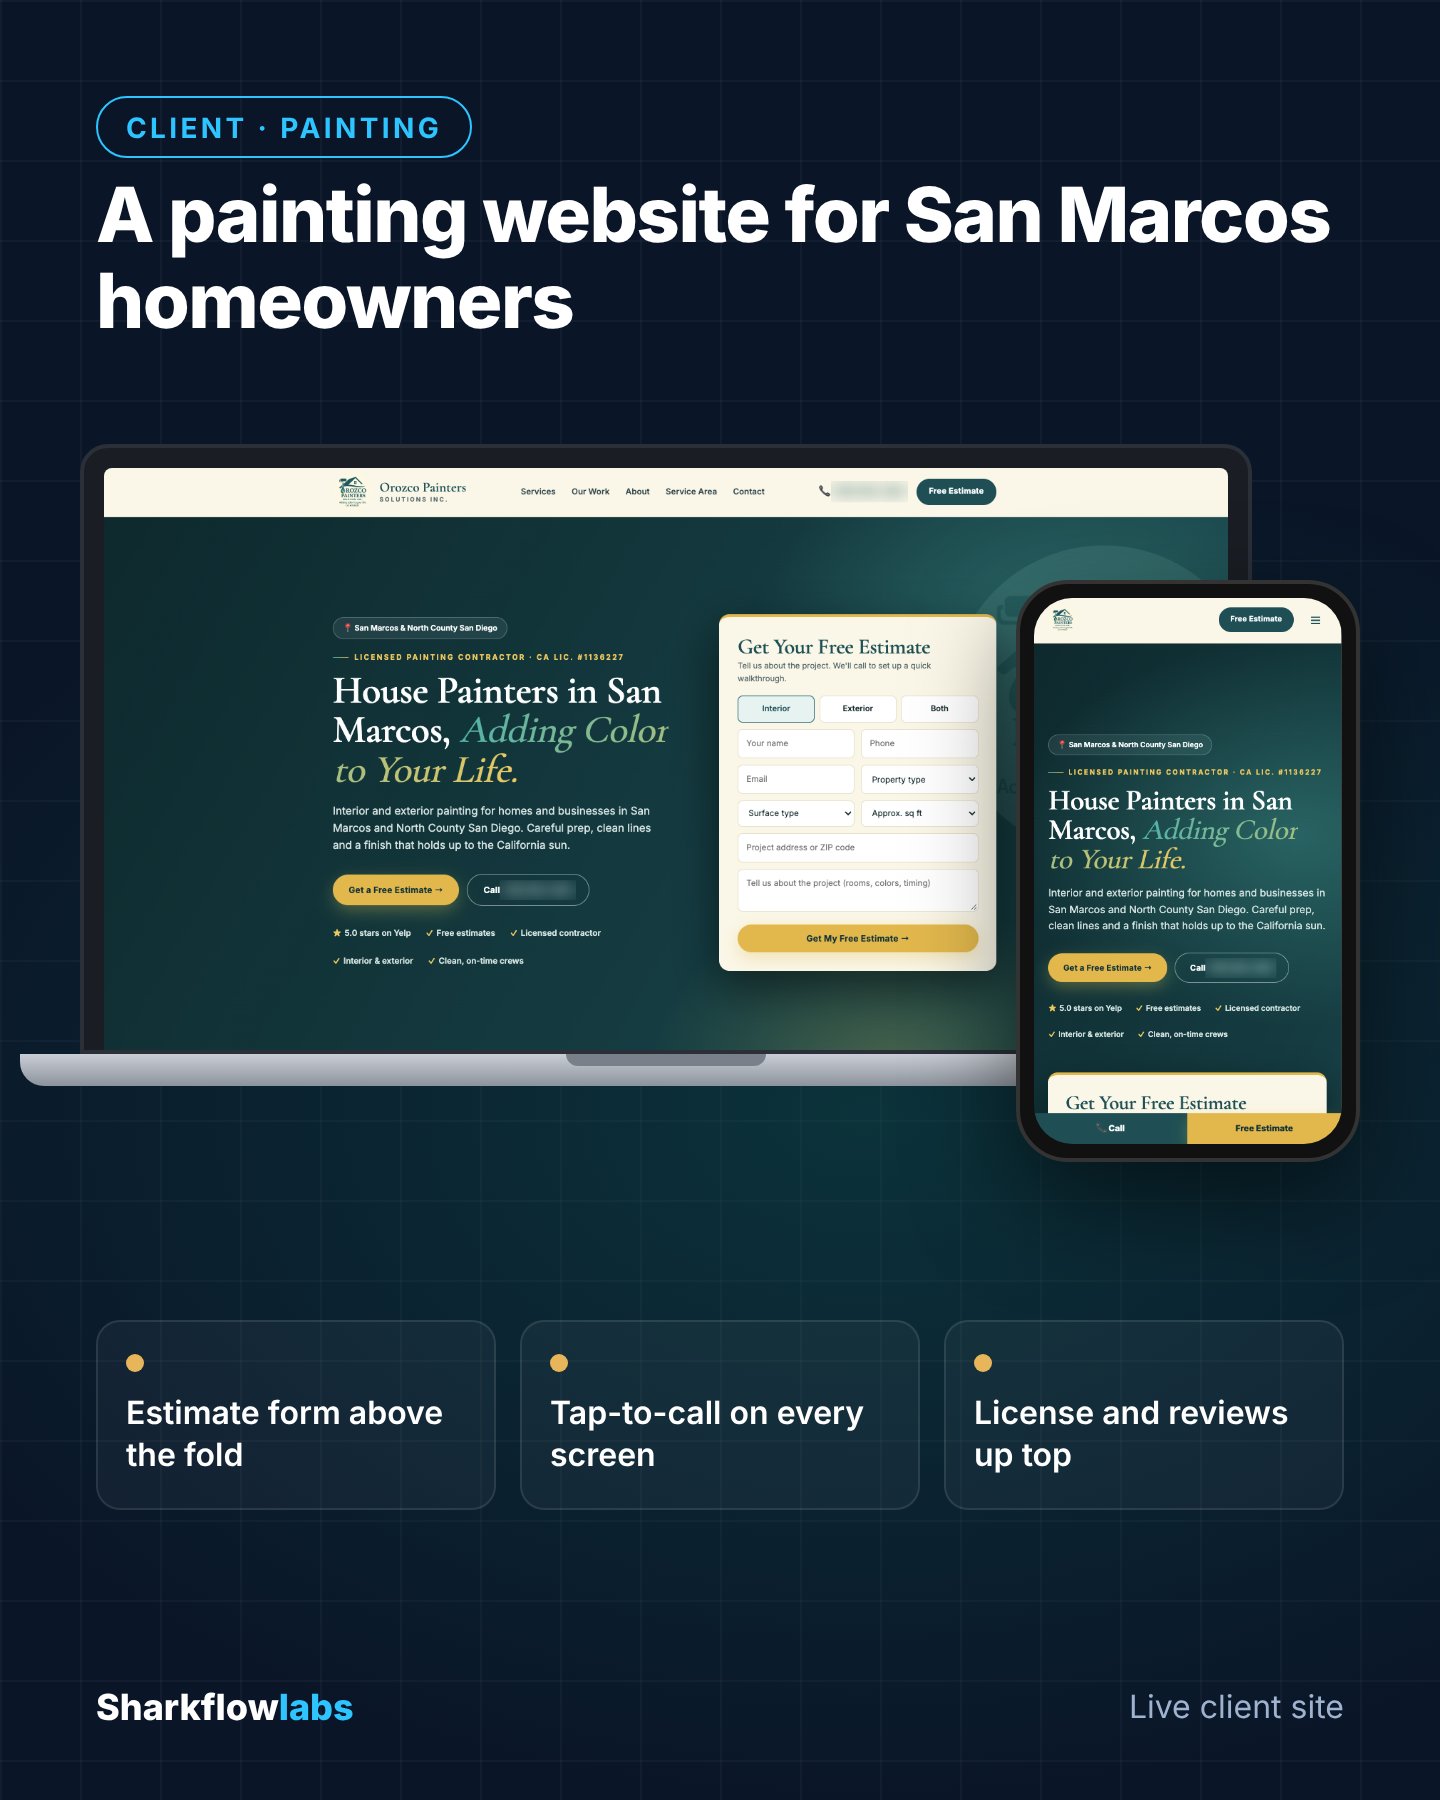 CLIENT · PAINTING
A painting website for San Marcos
homeowners
OROZCO
PAINTERS
Orozco Painters
SOLUTIONS INC.
Services
Our Work
About
Service Area
Contact
Free Estimate
📍 San Marcos & North County San Diego
LICENSED PAINTING CONTRACTOR · CA LIC. #1136227
House Painters in San
Marcos, Adding Color
to Your Life.
Interior and exterior painting for homes and businesses in San
Marcos and North County San Diego. Careful prep, clean lines
and a finish that holds up to the California sun.
Get a Free Estimate →
Call
★ 5.0 stars on Yelp ✓ Free estimates ✓ Licensed contractor
✓ Interior & exterior ✓ Clean, on-time crews
Get Your Free Estimate
Tell us about the project. We'll call to set up a quick
walkthrough.
Interior
Exterior
Both
Your name
Phone
Email
Property type
Surface type
Approx. sq ft
Project address or ZIP code
Tell us about the project (rooms, colors, timing)
Get My Free Estimate →
OROZCO
PAINTERS
Free Estimate
📍 San Marcos & North County San Diego
LICENSED PAINTING CONTRACTOR · CA LIC. #1136227
House Painters in San
Marcos, Adding Color
to Your Life.
Interior and exterior painting for homes and businesses in
San Marcos and North County San Diego. Careful prep,
clean lines and a finish that holds up to the California sun.
Get a Free Estimate →
Call
★ 5.0 stars on Yelp ✓ Free estimates ✓ Licensed contractor
✓ Interior & exterior ✓ Clean, on-time crews
Get Your Free Estimate
📞 Call
Free Estimate
Estimate form above
the fold
Tap-to-call on every
screen
License and reviews
up top
Sharkflowlabs
Live client site